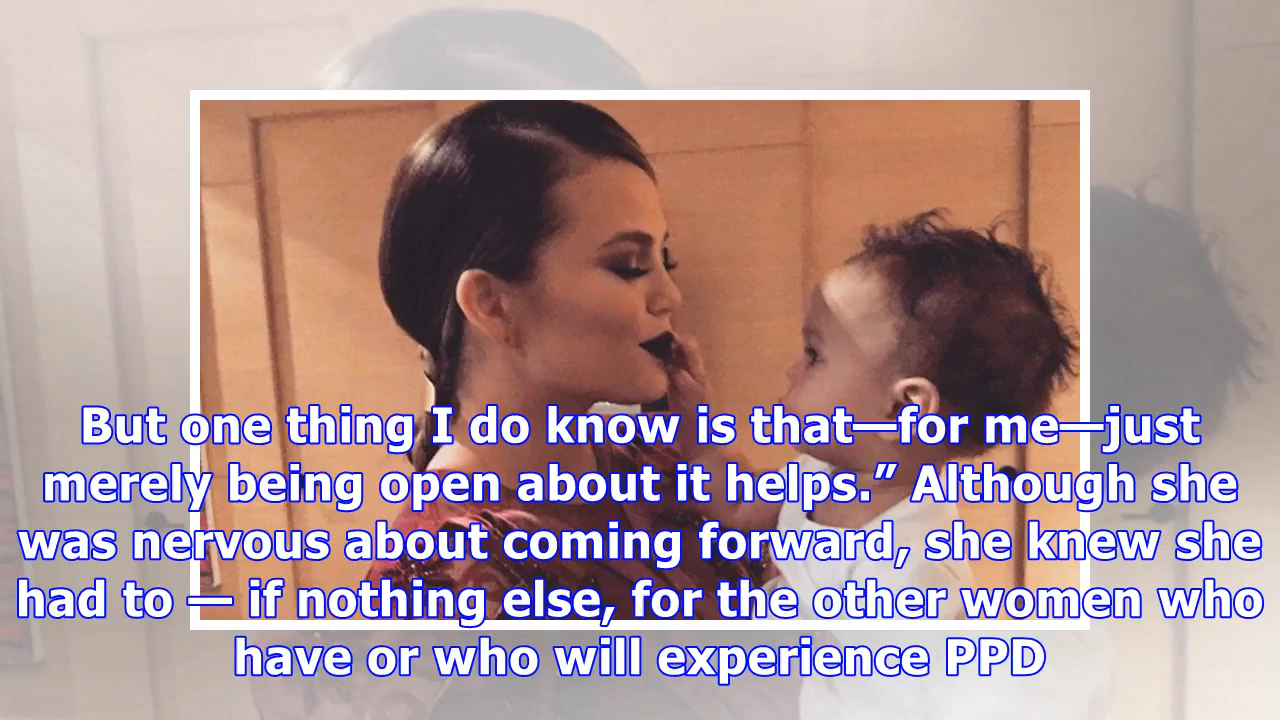 But one thing I do know is that—for me—just
merely being open about it helps.” Although she
was nervous about coming forward, she knew she
had to — if nothing else, for the other women who
have or who will experience PPD